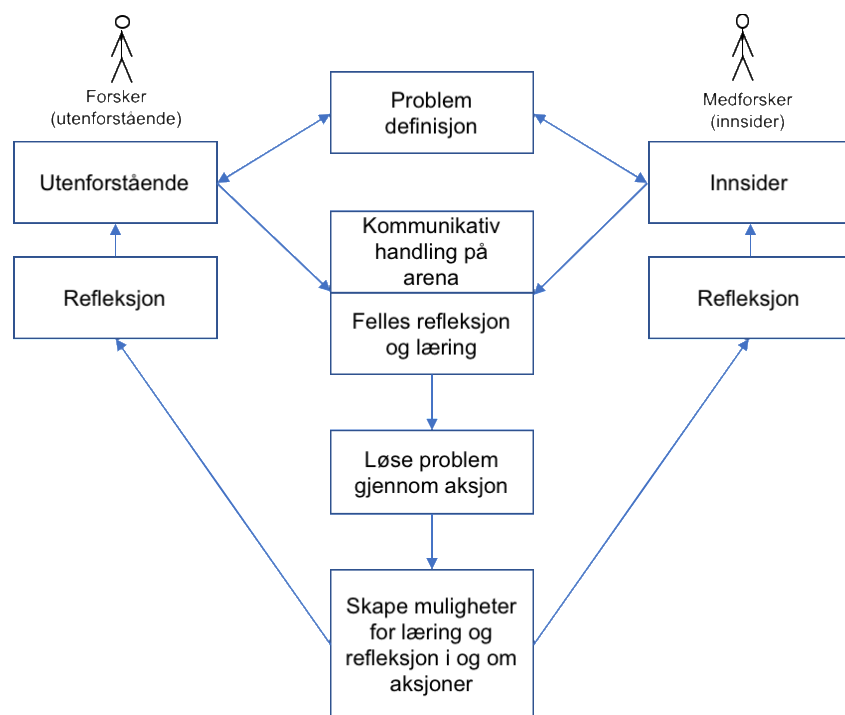 Forsker
(utenforstående)
Medforsker
(innsider)
Problem
definisjon
Utenforstående
Innsider
Kommunikativ
handling på
arena
Refleksjon
Refleksjon
Felles refleksjon
og læring
Løse problem
gjennom aksjon
Skape muligheter
for læring og
refleksjon i og om
aksjoner